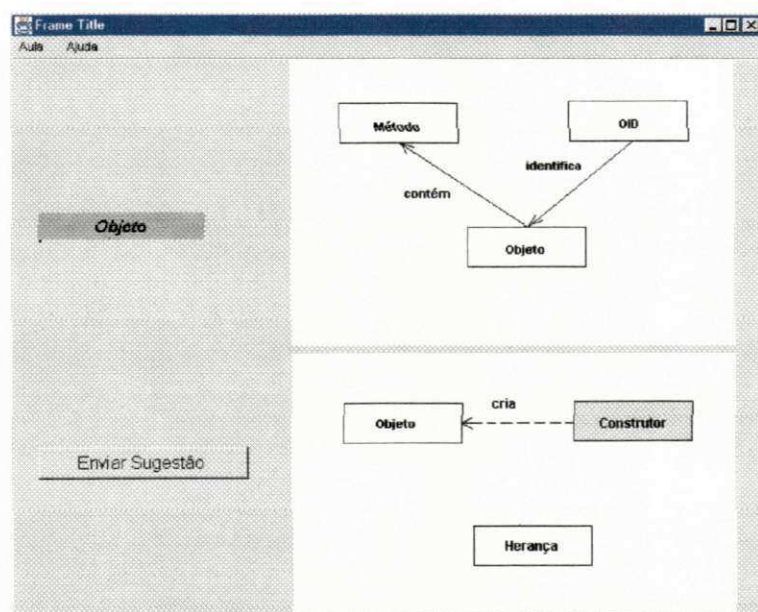 Frame Title
Aula Ajuda
Objeto
Enviar Sugestão
Método
OID
contém
identifica
Objeto
cria
Objeto
Construtor
Herança